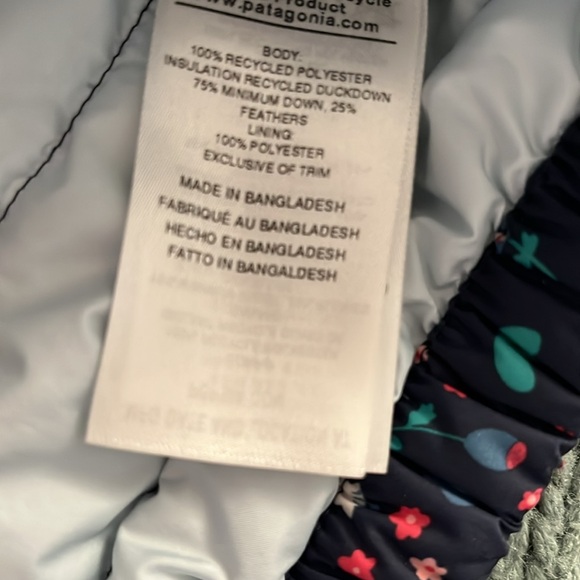 Product
www.patagonia.com
BODY:
100% RECYCLED POLYESTER
INSULATION RECYCLED DUCKDOWN
75% MINIMUM DOWN, 25%
FEATHERS
LINING:
100% POLYESTER
EXCLUSIVE OF TRIM
MADE IN BANGLADESH
FABRIQUÉ AU BANGLADESH
HECHO EN BANGLADESH
FATTO IN BANGALDESH